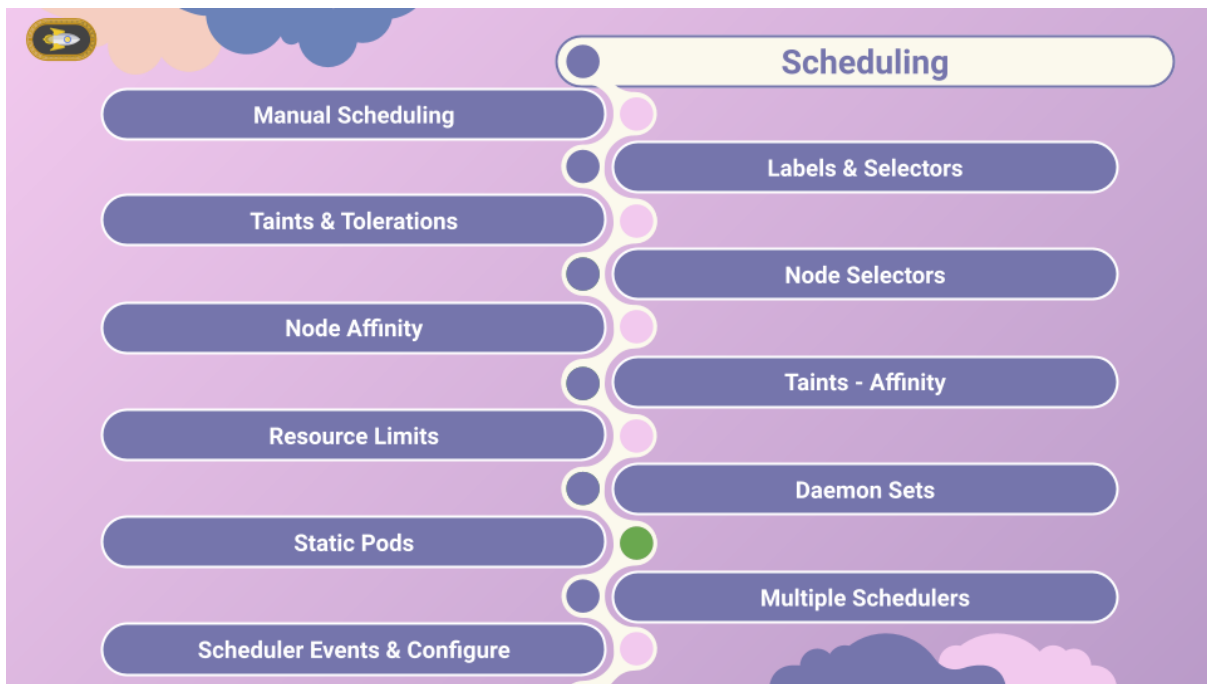 Scheduling
Manual Scheduling
Labels & Selectors
Taints & Tolerations
Node Selectors
Node Affinity
Taints - Affinity
Resource Limits
Daemon Sets
Static Pods
Multiple Schedulers
Scheduler Events & Configure